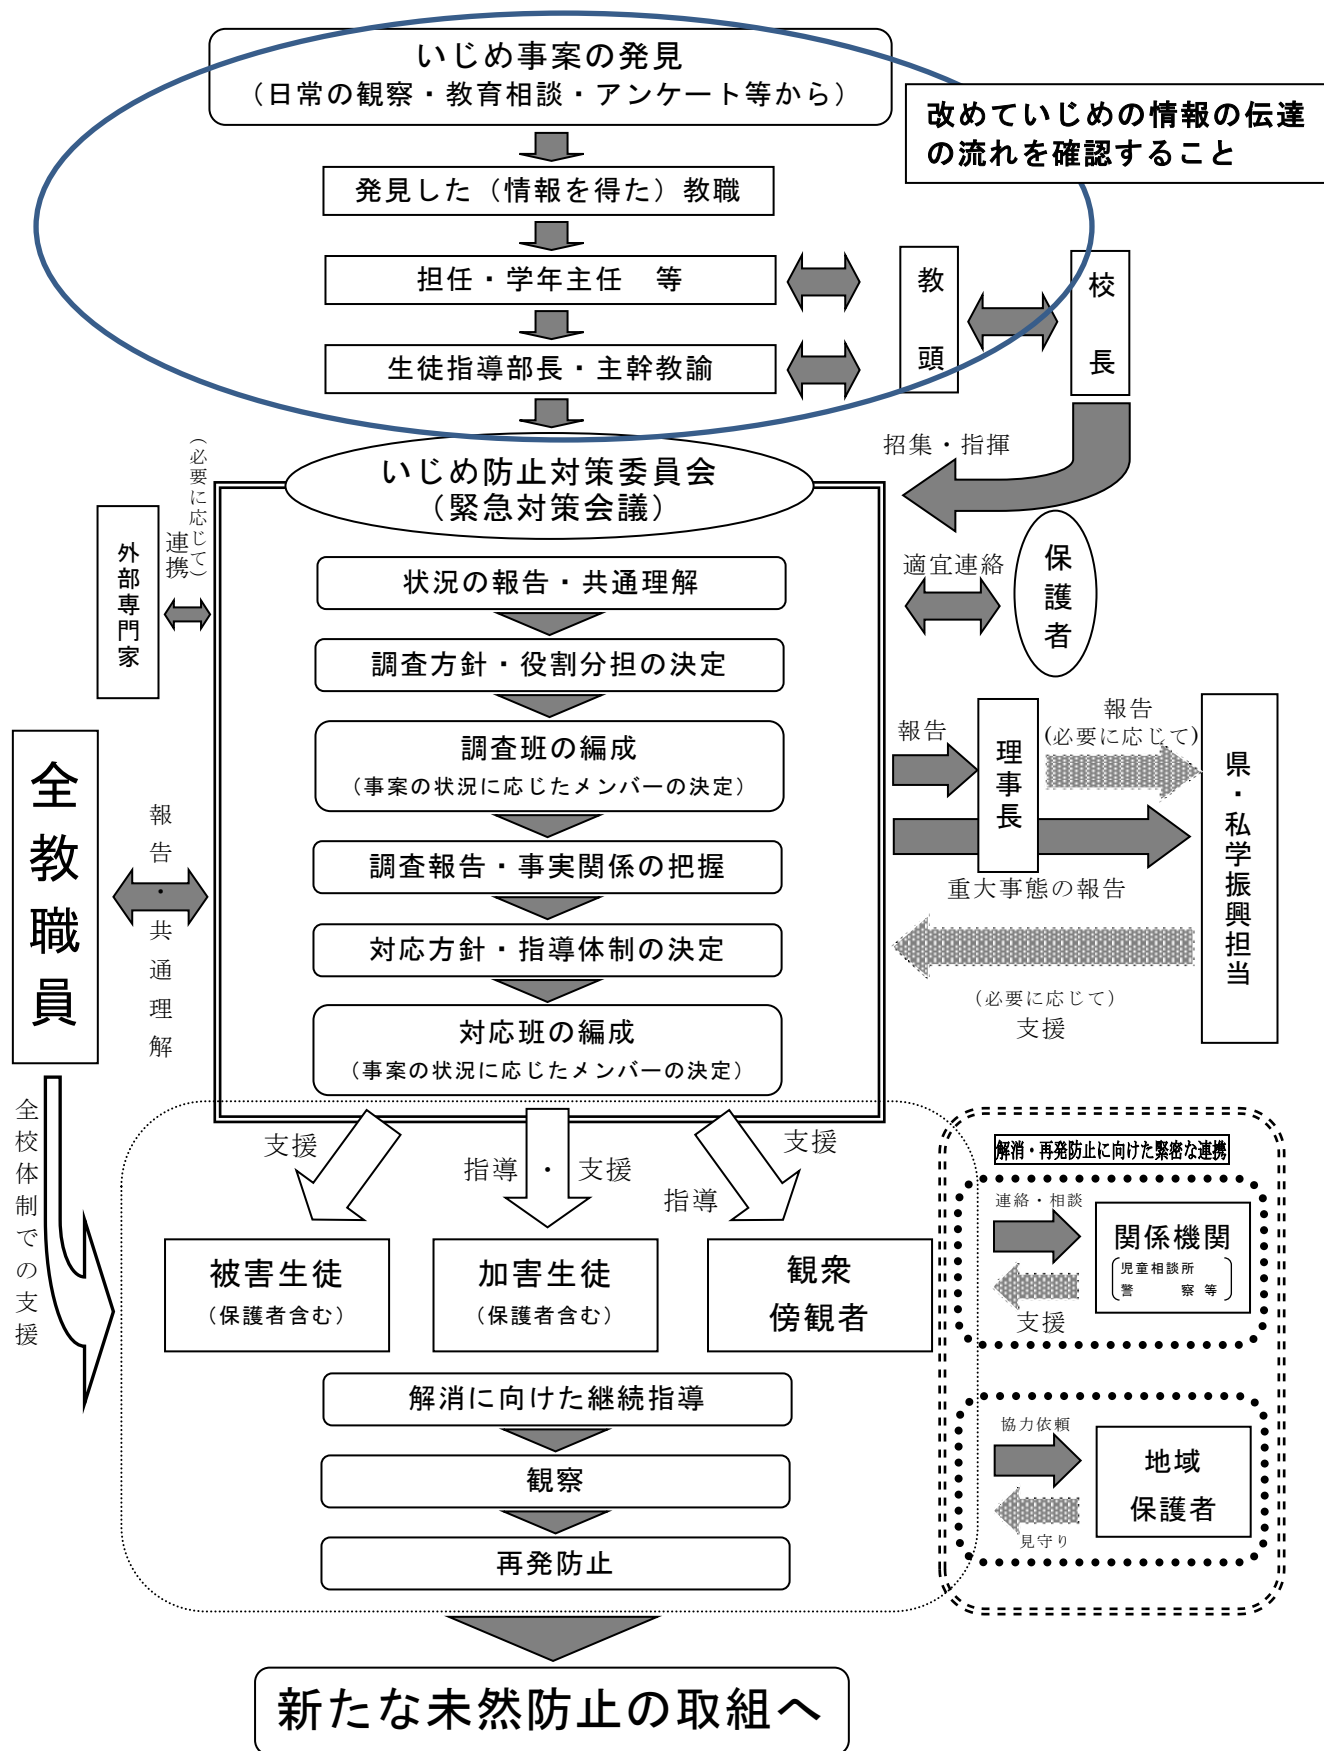 いじめ事案の発見
（日常の観察・教育相談・アンケート等から）
改めていじめの情報の伝達
の流れを確認すること
発見した（情報を得た）教職
担任・学年主任　等
教頭
校長
生徒指導部長・主幹教諭
招集・指揮
いじめ防止対策委員会
（緊急対策会議）
（必要に応じて）
連携
外部専門家
適宜連絡
保護者
状況の報告・共通理解
調査方針・役割分担の決定
調査班の編成
（事案の状況に応じたメンバーの決定）
調査報告・事実関係の把握
対応方針・指導体制の決定
対応班の編成
（事案の状況に応じたメンバーの決定）
報告
理事長
報告
(必要に応じて)
県・私学振興担当
重大事態の報告
（必要に応じて）
支援
全教職員
報告・共通理解
全校体制での支援
支援
指導・支援
支援
指導
被害生徒
（保護者含む）
加害生徒
（保護者含む）
観衆
傍観者
解消に向けた継続指導
観察
再発防止
解消・再発防止に向けた緊密な連携
連絡・相談
関係機関
児童相談所
警察等
支援
協力依頼
地域
保護者
見守り
新たな未然防止の取組へ